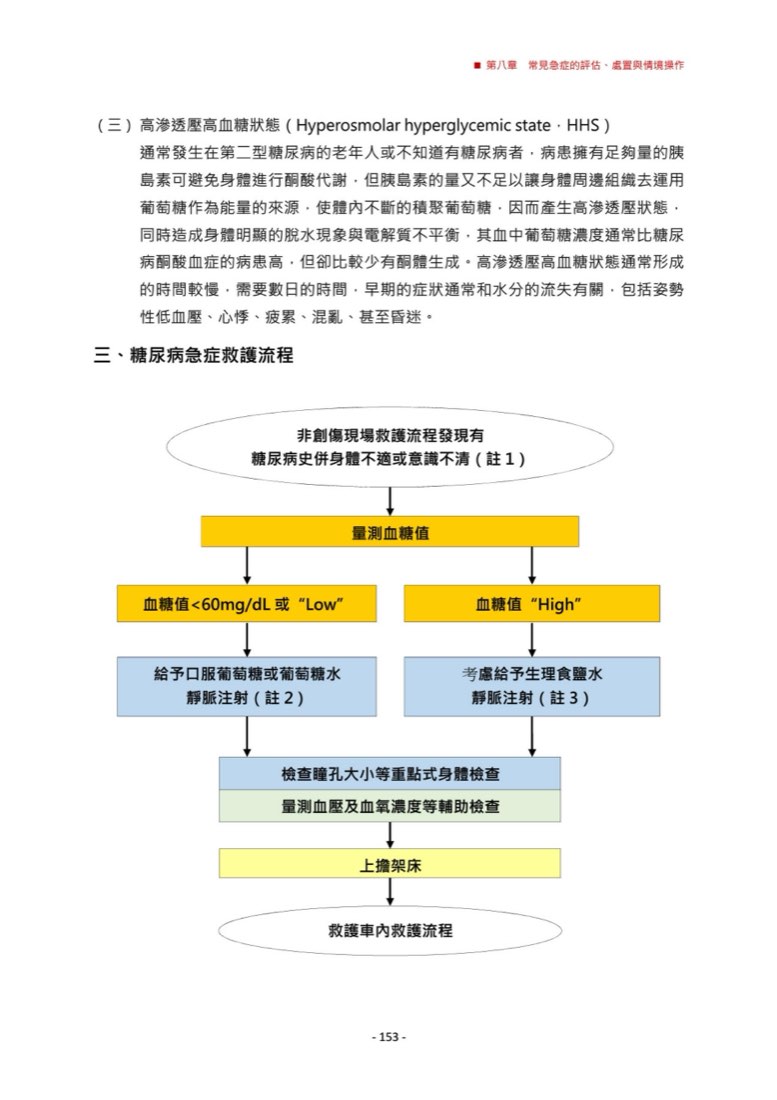 ■ 第八章　常見急症的評估、處置與情境操作
（三）高滲透壓高血糖狀態（Hyperosmolar hyperglycemic state，HHS）
通常發生在第二型糖尿病的老年人或不知道有糖尿病者，病患擁有足夠量的胰
島素可避免身體進行酮酸代謝，但胰島素的量又不足以讓身體周邊組織去運用
葡萄糖作為能量的來源，使體內不斷的積聚葡萄糖，因而產生高滲透壓狀態，
同時造成身體明顯的脫水現象與電解質不平衡，其血中葡萄糖濃度通常比糖尿
病酮酸血症的病患高，但卻比較少有酮體生成。高滲透壓高血糖狀態通常形成
的時間較慢，需要數日的時間，早期的症狀通常和水分的流失有關，包括姿勢
性低血壓、心悸、疲累、混亂、甚至昏迷。
三、糖尿病急症救護流程
非創傷現場救護流程發現有
糖尿病史併身體不適或意識不清（註 1）
量測血糖值
血糖值<60mg/dL 或“Low”
血糖值“High”
給予口服葡萄糖或葡萄糖水
靜脈注射（註 2）
考慮給予生理食鹽水
靜脈注射（註 3）
檢查瞳孔大小等重點式身體檢查
量測血壓及血氧濃度等輔助檢查
上擔架床
救護車內救護流程
- 153 -